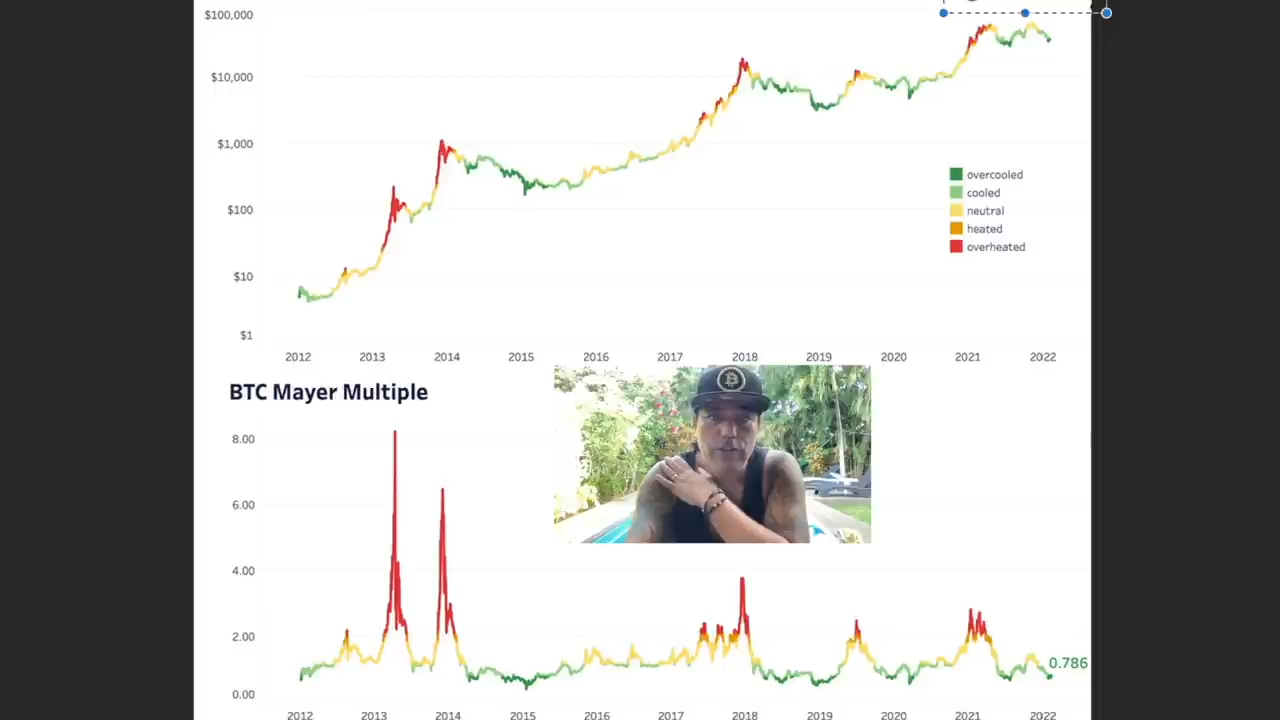 $100,000
$10,000
$1,000
$100
$10
$1
overcooled
cooled
neutral
heated
overheated
2012 2013 2014 2015 2016 2017 2018 2019 2020 2021 2022
BTC Mayer Multiple
8.00
6.00
4.00
2.00
0.786
0.00
2012 2013 2014 2015 2016 2017 2018 2019 2020 2021 2022